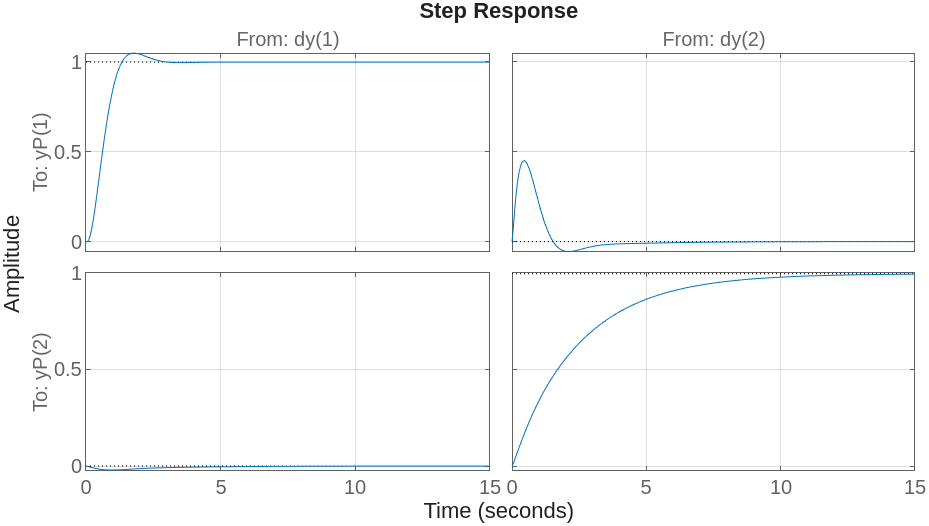 Step Response
From: dy(1)
From: dy(2)
Amplitude
To: yP(1)
1
0.5
0
To: yP(2)
1
0.5
0
0
5
10
15
0
5
10
15
Time (seconds)